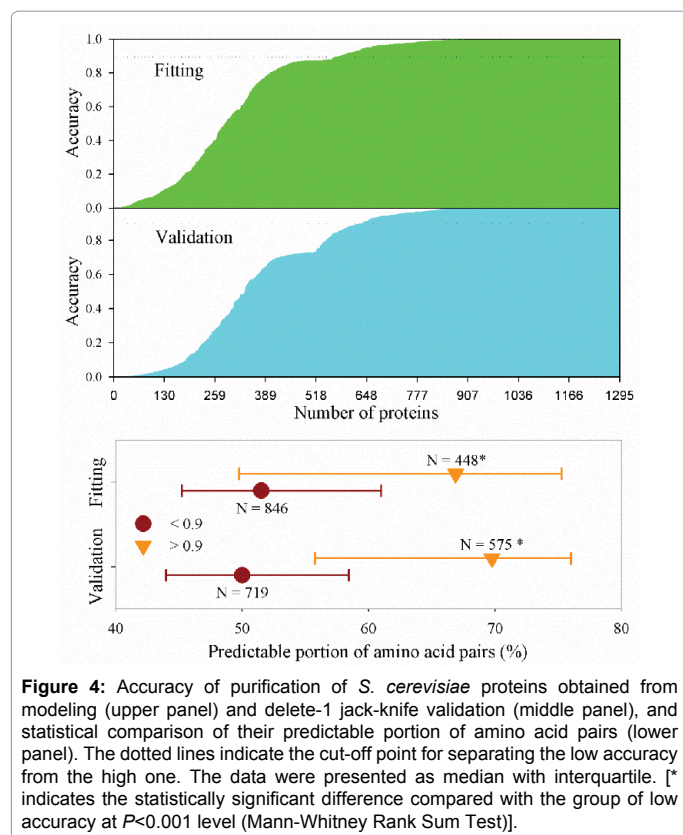 1.0
0.8
0.6
0.4
0.2
0.0
Accuracy
Fitting
0.8
0.6
0.4
0.2
0.0
Accuracy
Validation
0 130 259 389 518 648 777 907 1036 1166 1295
Number of proteins
Fitting
Validation
N = 448*
N = 846
< 0.9
> 0.9
N = 575 *
N = 719
40 50 60 70 80
Predictable portion of amino acid pairs (%)
Figure 4: Accuracy of purification of S. cerevisiae proteins obtained from
modeling (upper panel) and delete-1 jack-knife validation (middle panel), and
statistical comparison of their predictable portion of amino acid pairs (lower
panel). The dotted lines indicate the cut-off point for separating the low accuracy
from the high one. The data were presented as median with interquartile. [*
indicates the statistically significant difference compared with the group of low
accuracy at P<0.001 level (Mann-Whitney Rank Sum Test)].